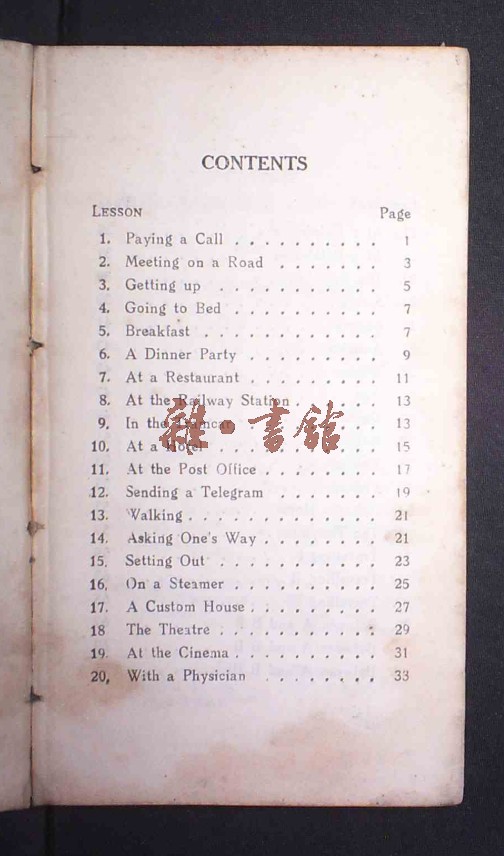 CONTENTS
LESSON Page
1. Paying a Call . . . . . . . . . . 1
2. Meeting on a Road . . . . . . . 3
3. Getting up . . . . . . . . . . . 5
4. Going to Bed . . . . . . . . . . 7
5. Breakfast . . . . . . . . . . . . 7
6. A Dinner Party . . . . . . . . . 9
7. At a Restaurant . . . . . . . . . 11
8. At the Railway Station . . . . . . 13
9. In the Tramcar . . . . . . . . . 13
10. At a Hotel . . . . . . . . . . . 15
11. At the Post Office . . . . . . . . 17
12. Sending a Telegram . . . . . . . 19
13. Walking . . . . . . . . . . . . . 21
14. Asking One's Way . . . . . . . . 21
15. Setting Out . . . . . . . . . . . 23
16. On a Steamer . . . . . . . . . . 25
17. A Custom House . . . . . . . . . 27
18 The Theatre . . . . . . . . . . . 29
19. At the Cinema . . . . . . . . . . 31
20, With a Physician . . . . . . . . 33
雜·書館